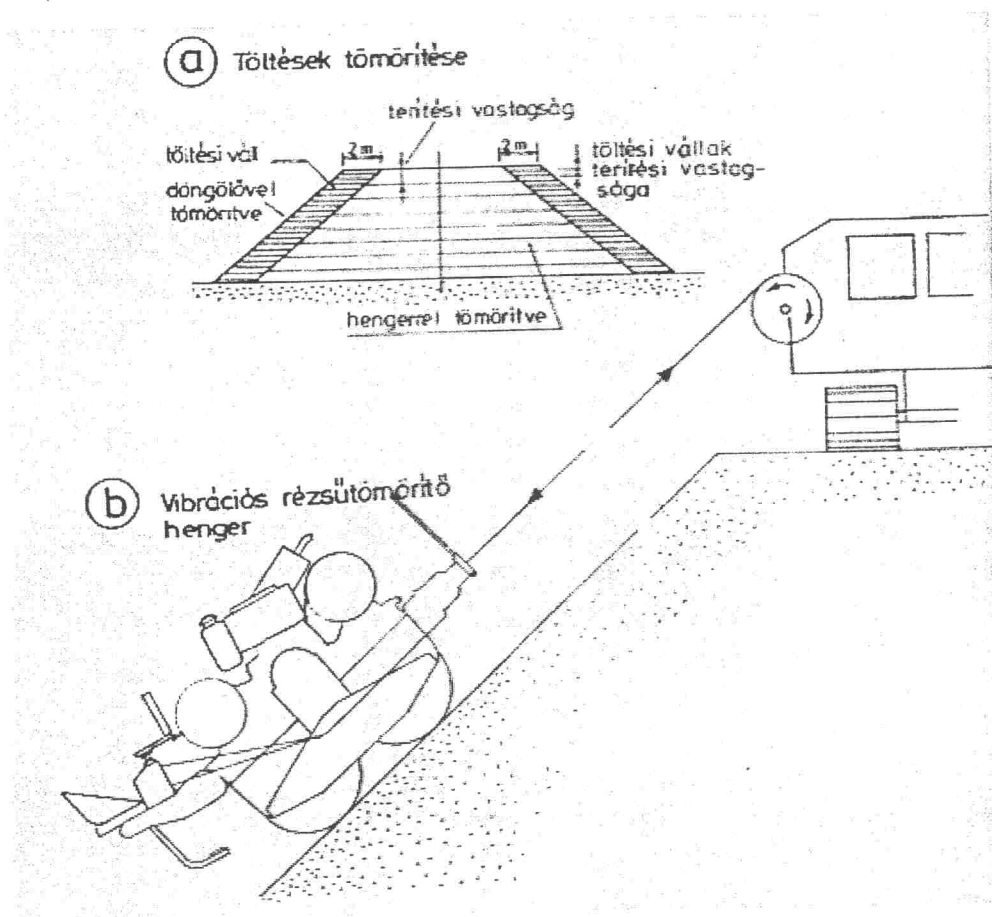 a Töltések tömörítése
terítési vastagság
töltési váll
2m
2m
töltési vállak
terítési vastag-
sága
döngölővel
tömörítve
hengerrel tömörítve
b Vibrációs rézsűtömörítő
henger